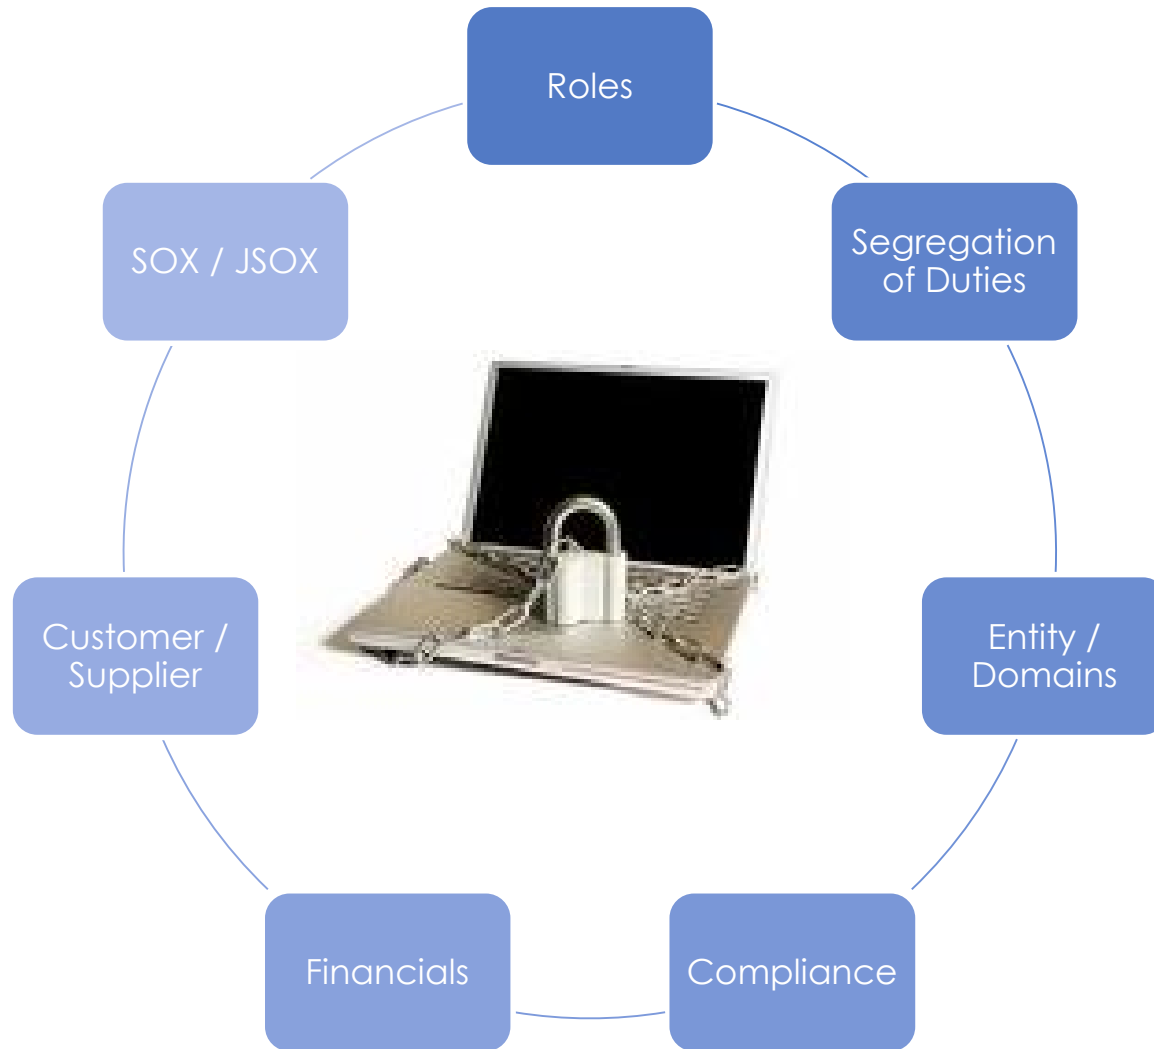 Roles
Segregation
of Duties
Entity /
Domains
Compliance
Financials
Customer /
Supplier
SOX / JSOX